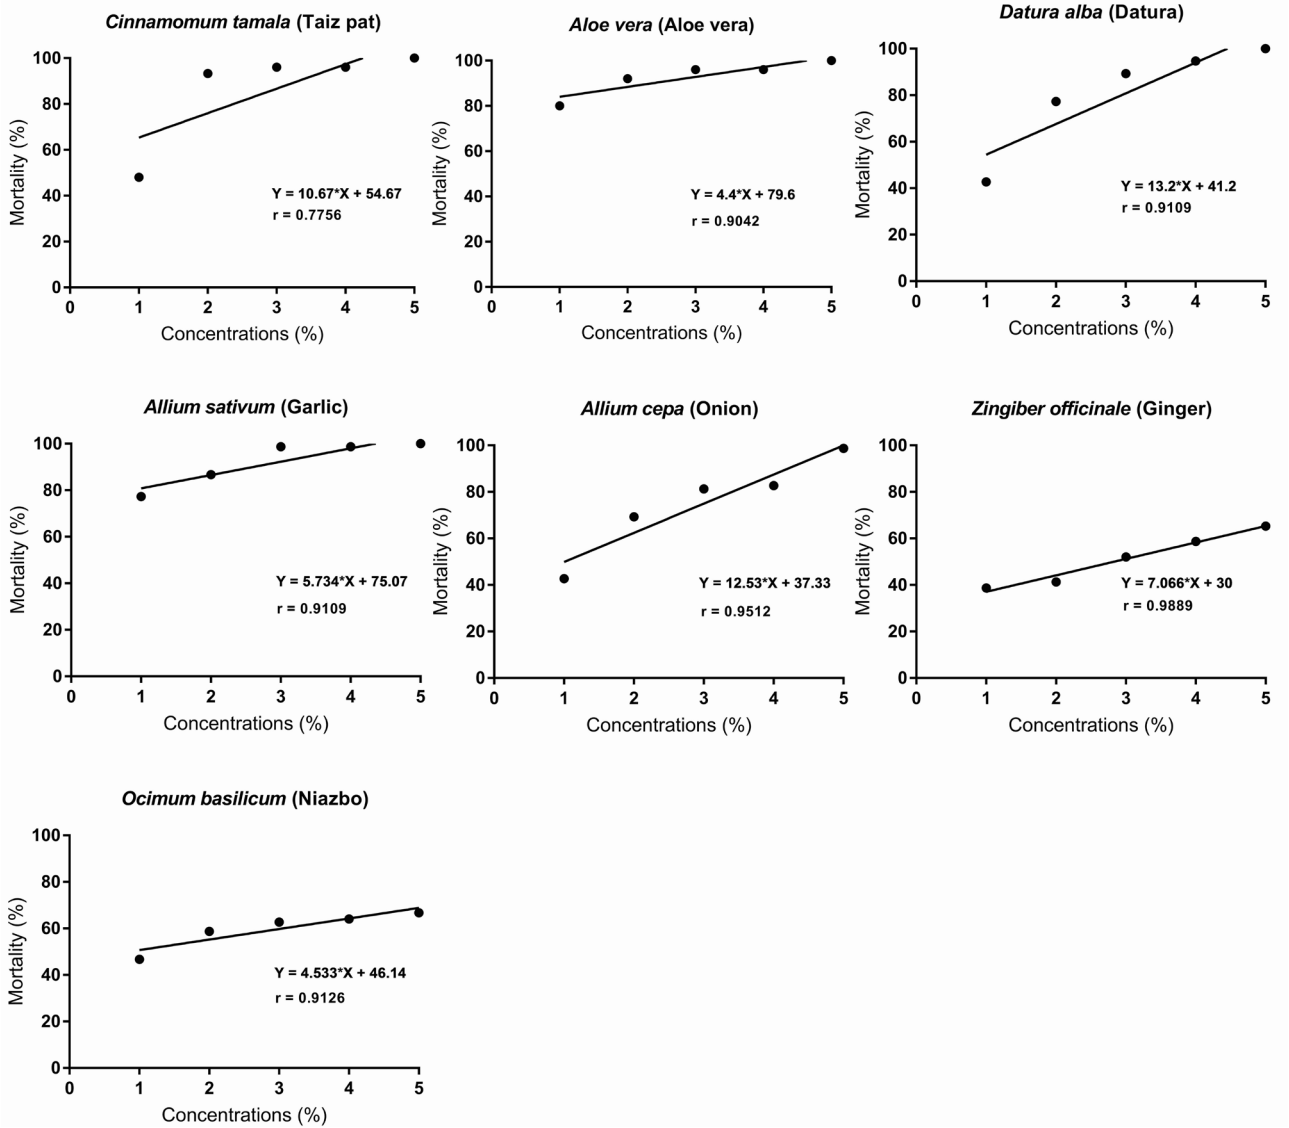 Cinnamomum tamala (Taiz pat)
Mortality (%)
100
80
60
40
20
0
0 1 2 3 4 5
Concentrations (%)
Y = 10.67*X + 54.67
r = 0.7756
Aloe vera (Aloe vera)
Mortality (%)
100
80
60
40
20
0
0 1 2 3 4 5
Concentrations (%)
Y = 4.4*X + 79.6
r = 0.9042
Datura alba (Datura)
Mortality (%)
100
80
60
40
20
0
0 1 2 3 4 5
Concentrations (%)
Y = 13.2*X + 41.2
r = 0.9109
Allium sativum (Garlic)
Mortality (%)
100
80
60
40
20
0
0 1 2 3 4 5
Concentrations (%)
Y = 5.734*X + 75.07
r = 0.9109
Allium cepa (Onion)
Mortality (%)
100
80
60
40
20
0
0 1 2 3 4 5
Concentrations (%)
Y = 12.53*X + 37.33
r = 0.9512
Zingiber officinale (Ginger)
Mortality (%)
100
80
60
40
20
0
0 1 2 3 4 5
Concentrations (%)
Y = 7.066*X + 30
r = 0.9889
Ocimum basilicum (Niazbo)
Mortality (%)
100
80
60
40
20
0
0 1 2 3 4 5
Concentrations (%)
Y = 4.533*X + 46.14
r = 0.9126